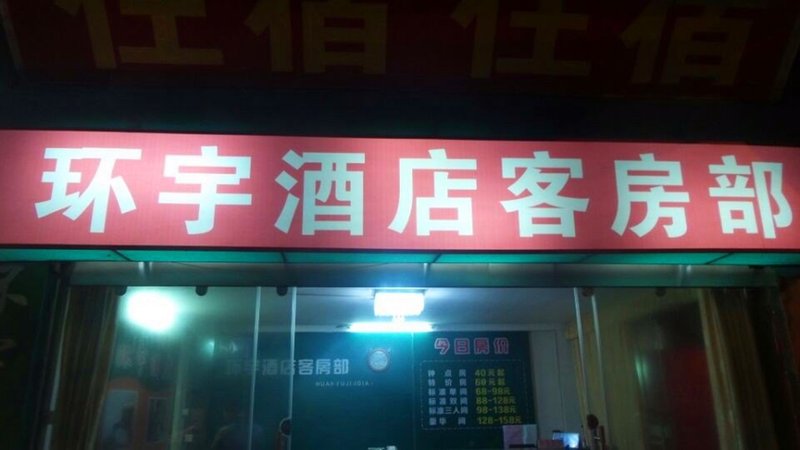 住宿 住宿
环宇酒店客房部
环宇酒店客房部
今日房价
钟点房 40元起
特价房 60元起
标准单间 68-98元
标准双间 88-128元
标准三人间 98-138元
豪华间 128-158元